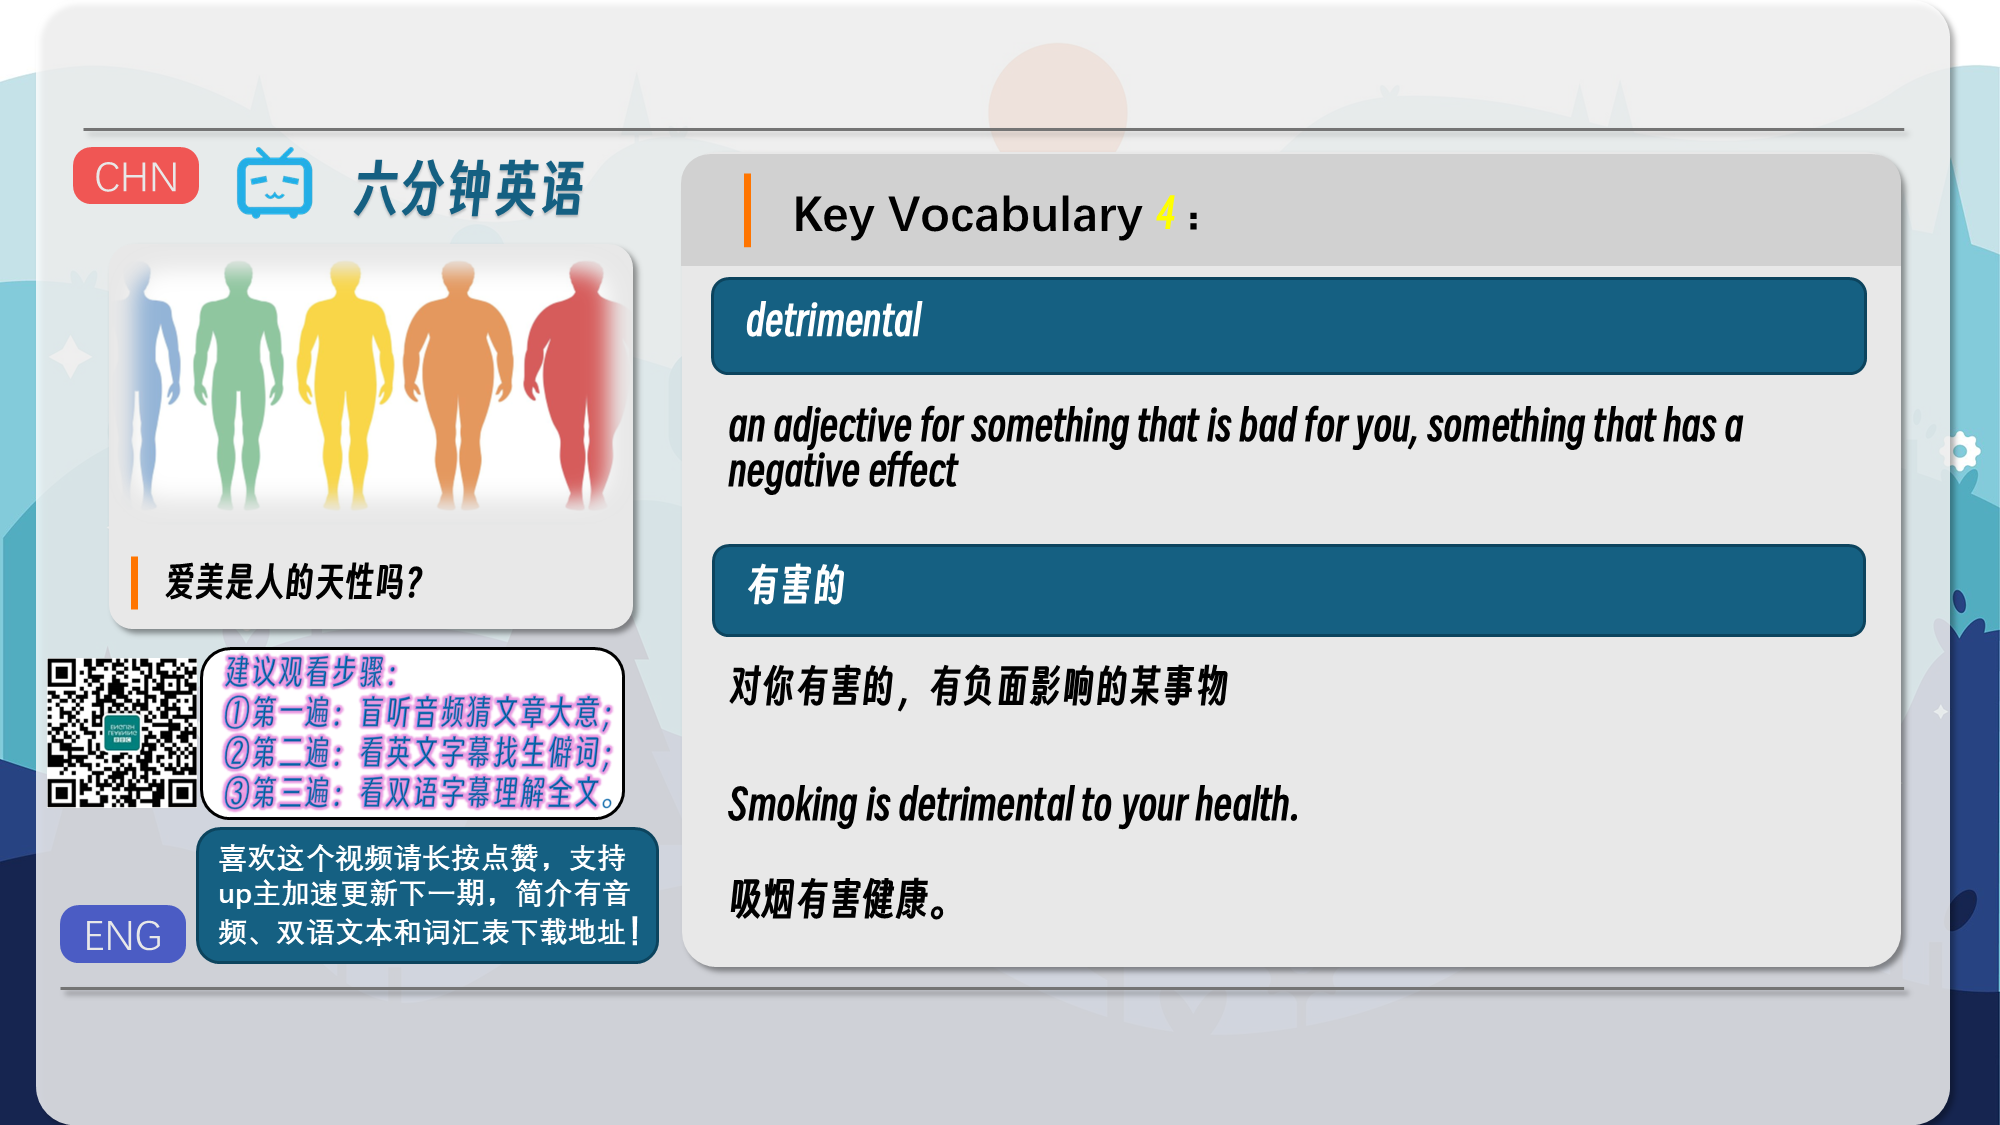 CHN
六分钟英语
爱美是人的天性吗?
建议观看步骤:
①第一遍: 盲听音频猜文章大意;
②第二遍: 看英文字幕找生僻词;
③第三遍: 看双语字幕理解全文。
喜欢这个视频请长按点赞，支持
up主加速更新下一期，简介有音
频、双语文本和词汇表下载地址！
ENG
Key Vocabulary 4：
detrimental
an adjective for something that is bad for you, something that has a
negative effect
有害的
对你有害的，有负面影响的某事物
Smoking is detrimental to your health.
吸烟有害健康。